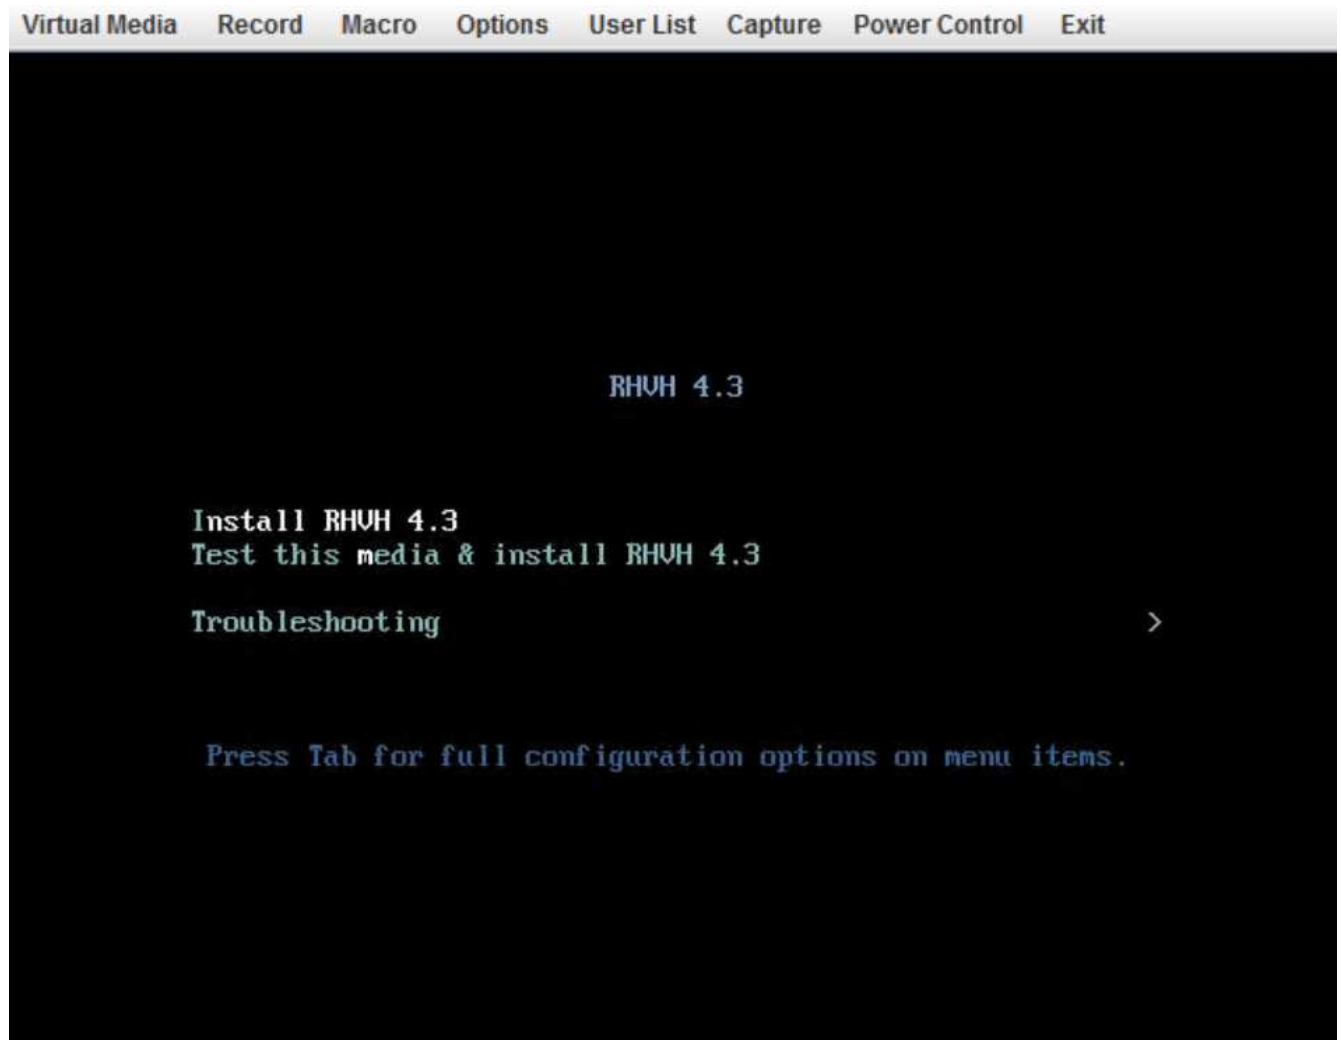 Virtual Media Record Macro Options User List Capture Power Control Exit
RHVH 4.3
Install RHVH 4.3
Test this media & install RHVH 4.3
Troubleshooting >
Press Tab for full configuration options on menu items.